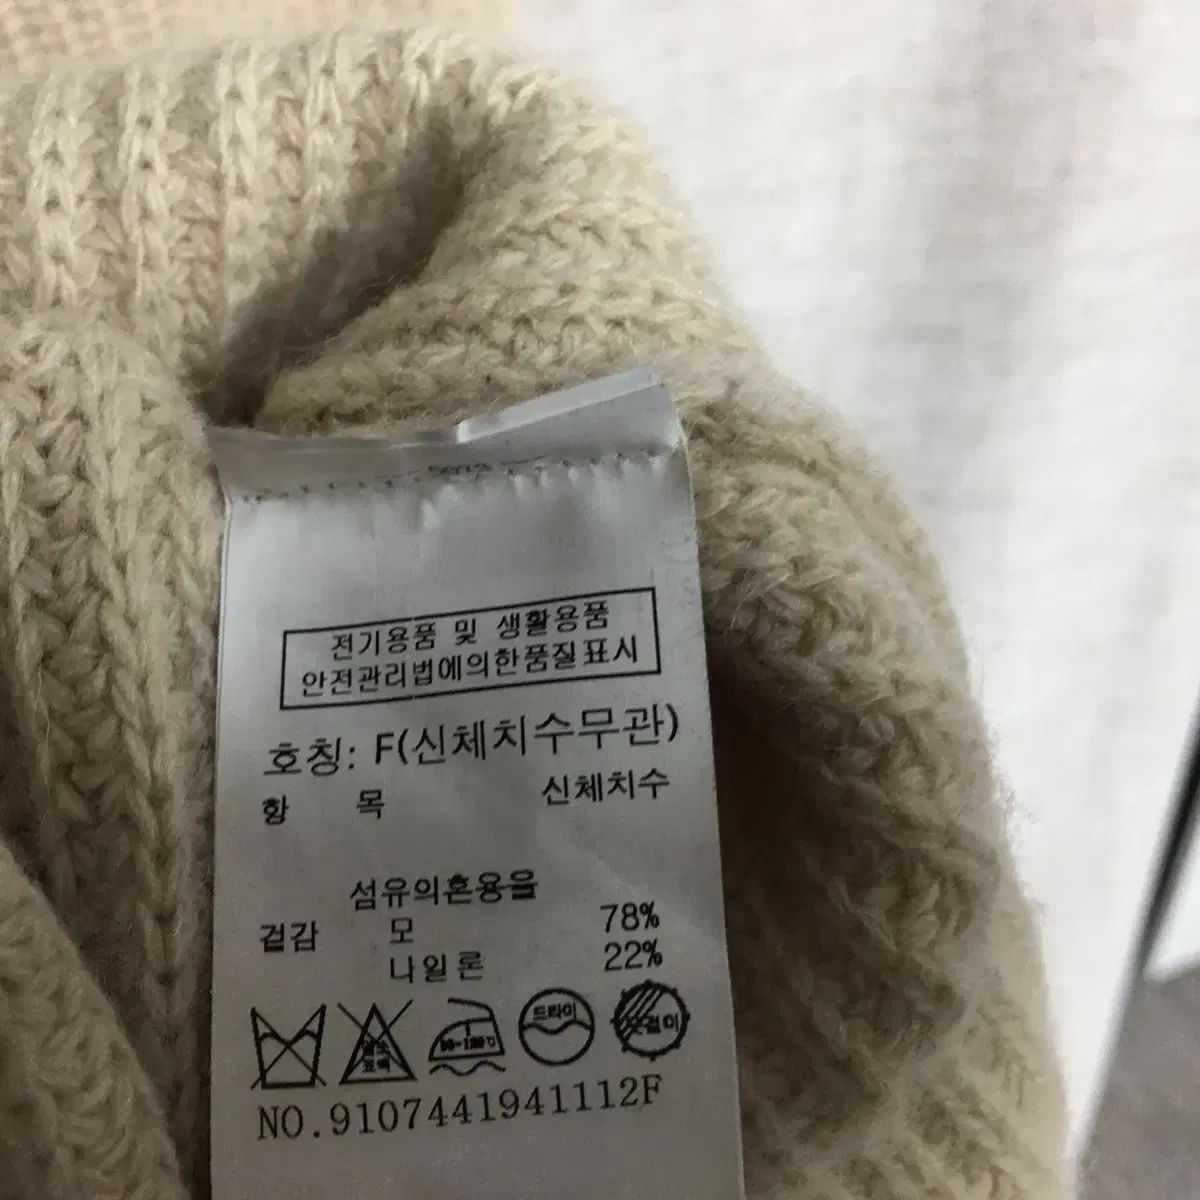 전기용품 및 생활용품
안전관리법에의한품질표시
호칭: F(신체치수무관)
항 목 신체치수
섬유의혼용율
겉감 모 78%
나일론 22%
드라이
NO.9107441941112F